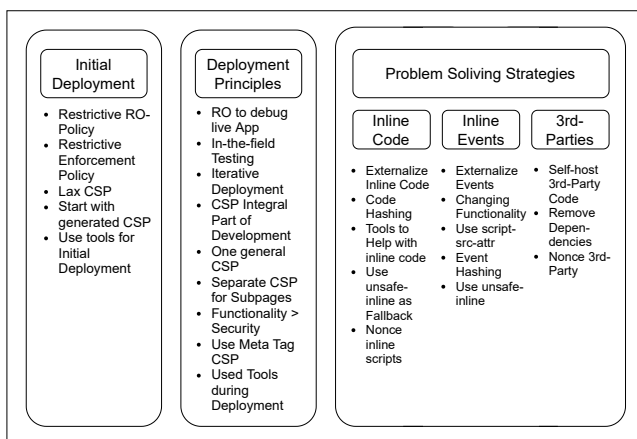 Initial
Deployment
• Restrictive RO-
Policy
• Restrictive
Enforcement
Policy
• Lax CSP
• Start with
generated CSP
• Use tools for
Initial
Deployment
Deployment
Principles
• RO to debug
live App
• In-the-field
Testing
• Iterative
Deployment
• CSP Integral
Part of
Development
• One general
CSP
• Separate CSP
for Subpages
• Functionality >
Security
• Use Meta Tag
CSP
• Used Tools
during
Deployment
Problem Soliving Strategies
Inline
Code
• Externalize
Inline Code
• Code
Hashing
• Tools to
Help with
inline code
• Use
unsafe-
inline as
Fallback
• Nonce
inline
scripts
Inline
Events
• Externalize
Events
• Changing
Functionality
• Use script-
src-attr
• Event
Hashing
• Use unsafe-
inline
3rd-
Parties
• Self-host
3rd-Party
Code
• Remove
Depen-
dencies
• Nonce 3rd-
Party